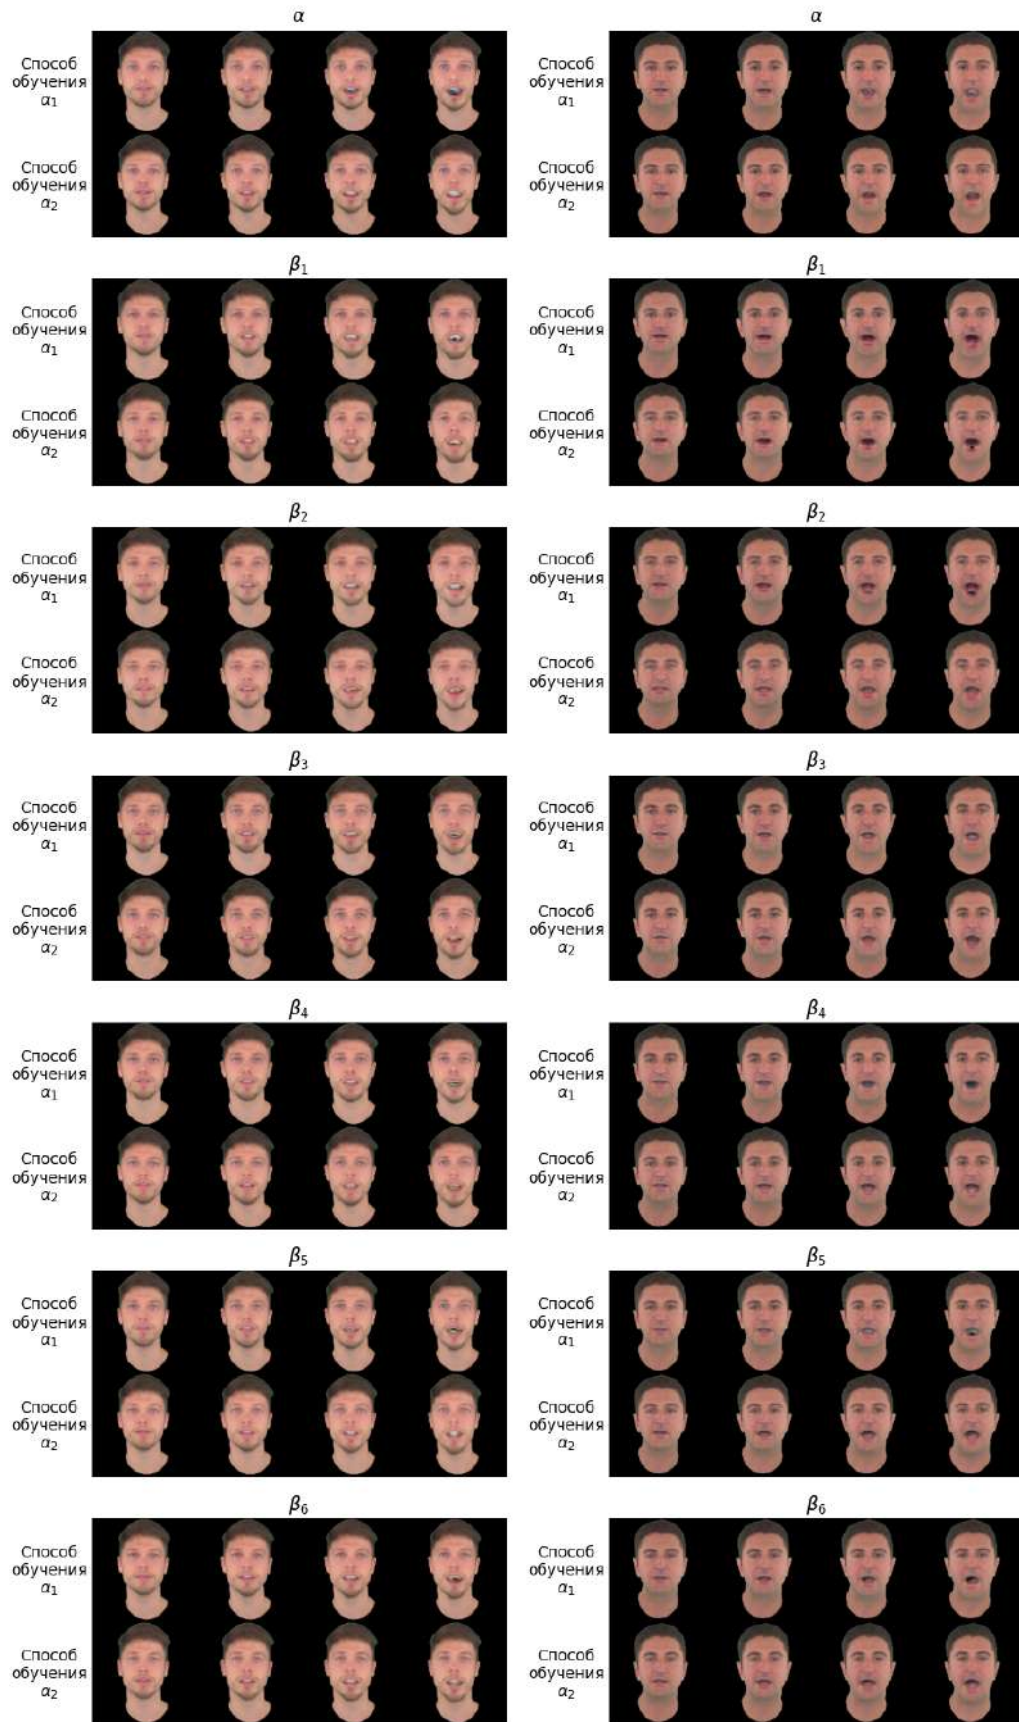 α
α
Способ
обучения
α₁
Способ
обучения
α₁
Способ
обучения
α₂
Способ
обучения
α₂
β₁
β₁
Способ
обучения
α₁
Способ
обучения
α₁
Способ
обучения
α₂
Способ
обучения
α₂
β₂
β₂
Способ
обучения
α₁
Способ
обучения
α₁
Способ
обучения
α₂
Способ
обучения
α₂
β₃
β₃
Способ
обучения
α₁
Способ
обучения
α₁
Способ
обучения
α₂
Способ
обучения
α₂
β₄
β₄
Способ
обучения
α₁
Способ
обучения
α₁
Способ
обучения
α₂
Способ
обучения
α₂
β₅
β₅
Способ
обучения
α₁
Способ
обучения
α₁
Способ
обучения
α₂
Способ
обучения
α₂
β₆
β₆
Способ
обучения
α₁
Способ
обучения
α₁
Способ
обучения
α₂
Способ
обучения
α₂